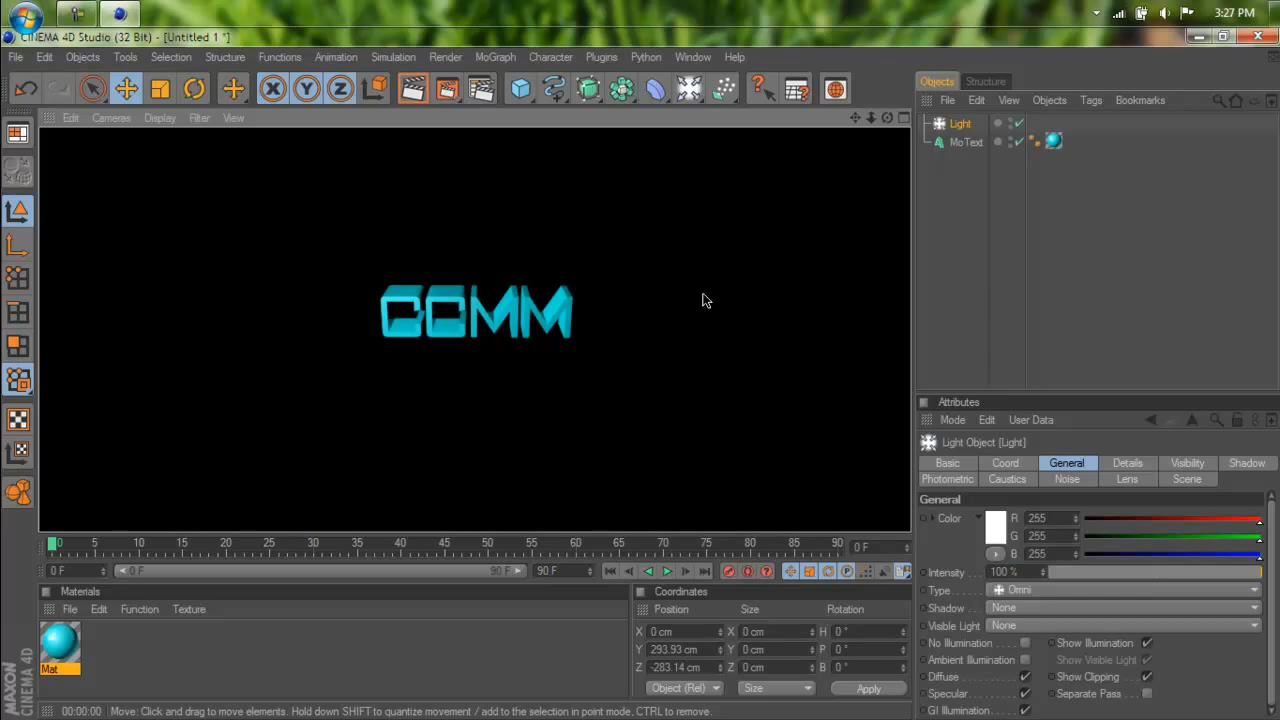 3:27 PM
CINEMA 4D Studio (32 Bit) - [Untitled 1 *]
File Edit Objects Tools Selection Functions Animation Simulation Render MoGraph Character Plugins Python Window Help
X Y Z
Objects Structure
File Edit View Objects Tags Bookmarks
Edit Cameras Display Filter View
Light
MoText
COMM
Attributes
Mode Edit User Data
Light Object [Light]
Basic Coord General Details Visibility Shadow
Photometric Caustics Noise Lens Scene
General
Color R 255
G 255
B 255
Intensity 100 %
Type Omni
Shadow None
Visible Light None
No Illumination Show Illumination
Ambient Illumination Show Visible Light
Diffuse Show Clipping
Specular Separate Pass
GI Illumination
0 5 10 15 20 25 30 35 40 45 50 55 60 65 70 75 80 85 90 0 F
0 F 0 F 90 F 90 F
Materials
File Edit Function Texture
Mat
Coordinates
Position Size Rotation
X 0 cm X 0 cm H 0 °
Y 293.93 cm Y 0 cm P 0 °
Z -283.14 cm Z 0 cm B 0 °
Object (Rel) Size Apply
MAXON
CINEMA 4D
00:00:00 Move: Click and drag to move elements. Hold down SHIFT to quantize movement / add to the selection in point mode, CTRL to remove.